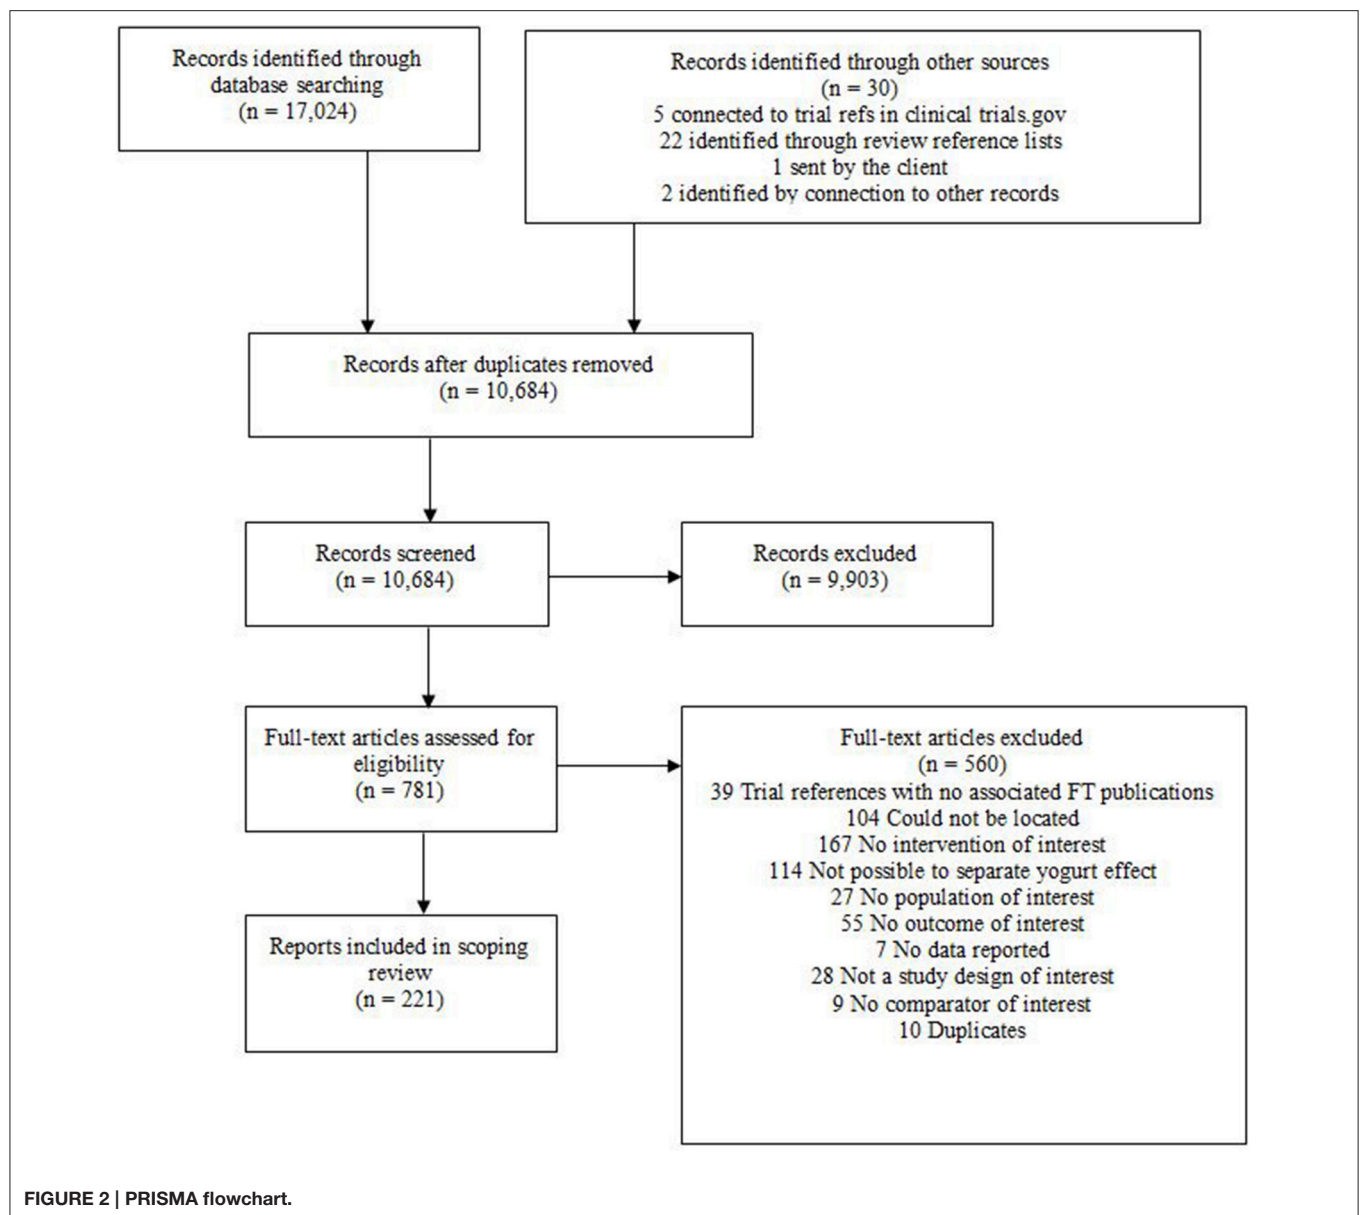 Records identified through
database searching
(n = 17,024)
Records identified through other sources
(n = 30)
5 connected to trial refs in clinical trials.gov
22 identified through review reference lists
1 sent by the client
2 identified by connection to other records
Records after duplicates removed
(n = 10,684)
Records screened
(n = 10,684)
Records excluded
(n = 9,903)
Full-text articles assessed for
eligibility
(n = 781)
Full-text articles excluded
(n = 560)
39 Trial references with no associated FT publications
104 Could not be located
167 No intervention of interest
114 Not possible to separate yogurt effect
27 No population of interest
55 No outcome of interest
7 No data reported
28 Not a study design of interest
9 No comparator of interest
10 Duplicates
Reports included in scoping
review
(n = 221)
FIGURE 2 | PRISMA flowchart.